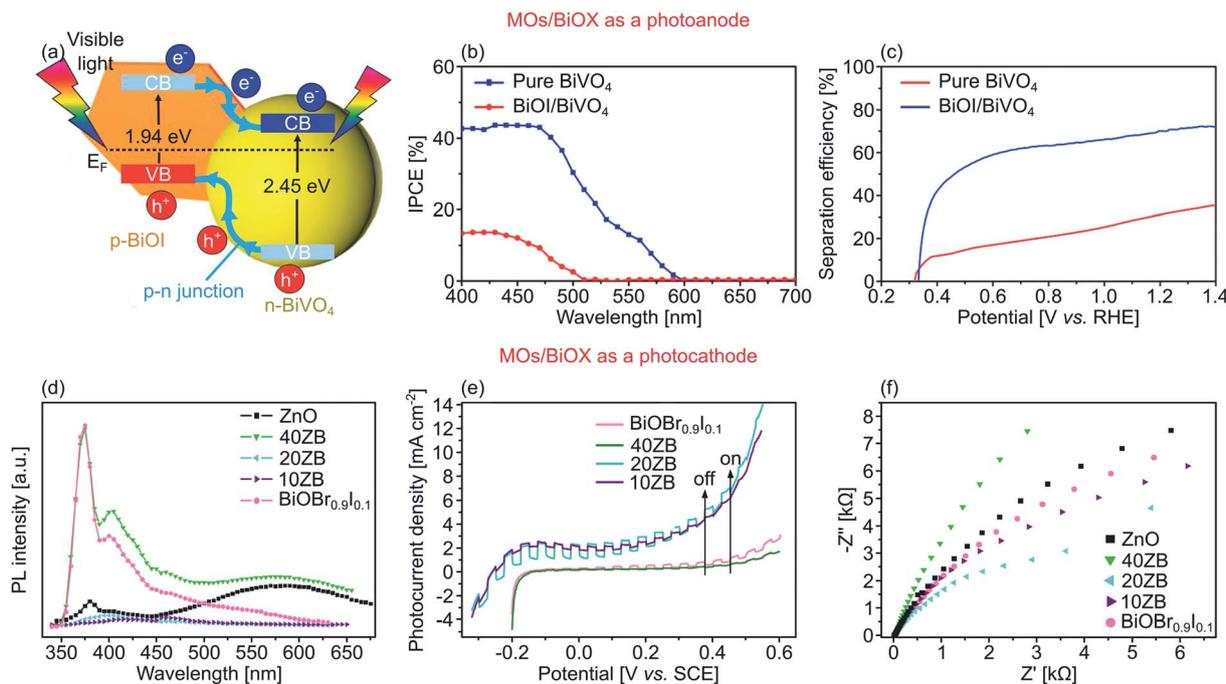 MOs/BiOX as a photoanode
(a)
Visible
light
e⁻
CB
e⁻
e⁻
CB
1.94 eV
E_F
VB
2.45 eV
h⁺
p-BiOI
h⁺
VB
h⁺
p-n junction
n-BiVO₄
(b)
60
40
20
0
IPCE [%]
Pure BiVO₄
BiOI/BiVO₄
400 450 500 550 600 650 700
Wavelength [nm]
(c)
100
80
60
40
20
0
Separation efficiency [%]
Pure BiVO₄
BiOI/BiVO₄
0.2 0.4 0.6 0.8 1.0 1.2 1.4
Potential [V vs. RHE]
MOs/BiOX as a photocathode
(d)
PL intensity [a.u.]
ZnO
40ZB
20ZB
10ZB
BiOBr₀.₉I₀.₁
350 400 450 500 550 600 650
Wavelength [nm]
(e)
14
12
10
8
6
4
2
0
-2
-4
Photocurrent density [mA cm⁻²]
BiOBr₀.₉I₀.₁
40ZB
20ZB
10ZB
off
on
-0.2 0.0 0.2 0.4 0.6
Potential [V vs. SCE]
(f)
8
7
6
5
4
3
2
1
0
-Z'' [kΩ]
ZnO
40ZB
20ZB
10ZB
BiOBr₀.₉I₀.₁
0 1 2 3 4 5 6
Z' [kΩ]